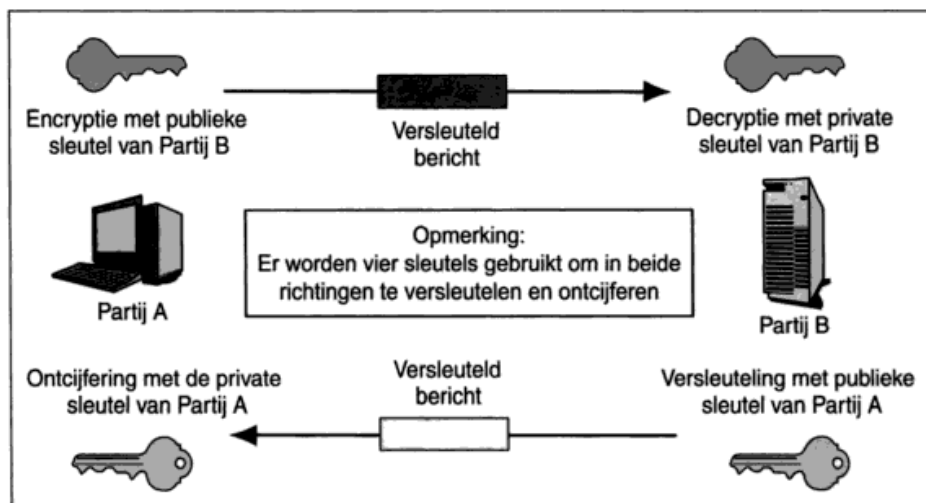 Encryptie met publieke
sleutel van Partij B
Versleuteld
bericht
Decryptie met private
sleutel van Partij B
Opmerking:
Er worden vier sleutels gebruikt om in beide
richtingen te versleutelen en ontcijferen
Partij A
Partij B
Ontcijfering met de private
sleutel van Partij A
Versleuteld
bericht
Versleuteling met publieke
sleutel van Partij A